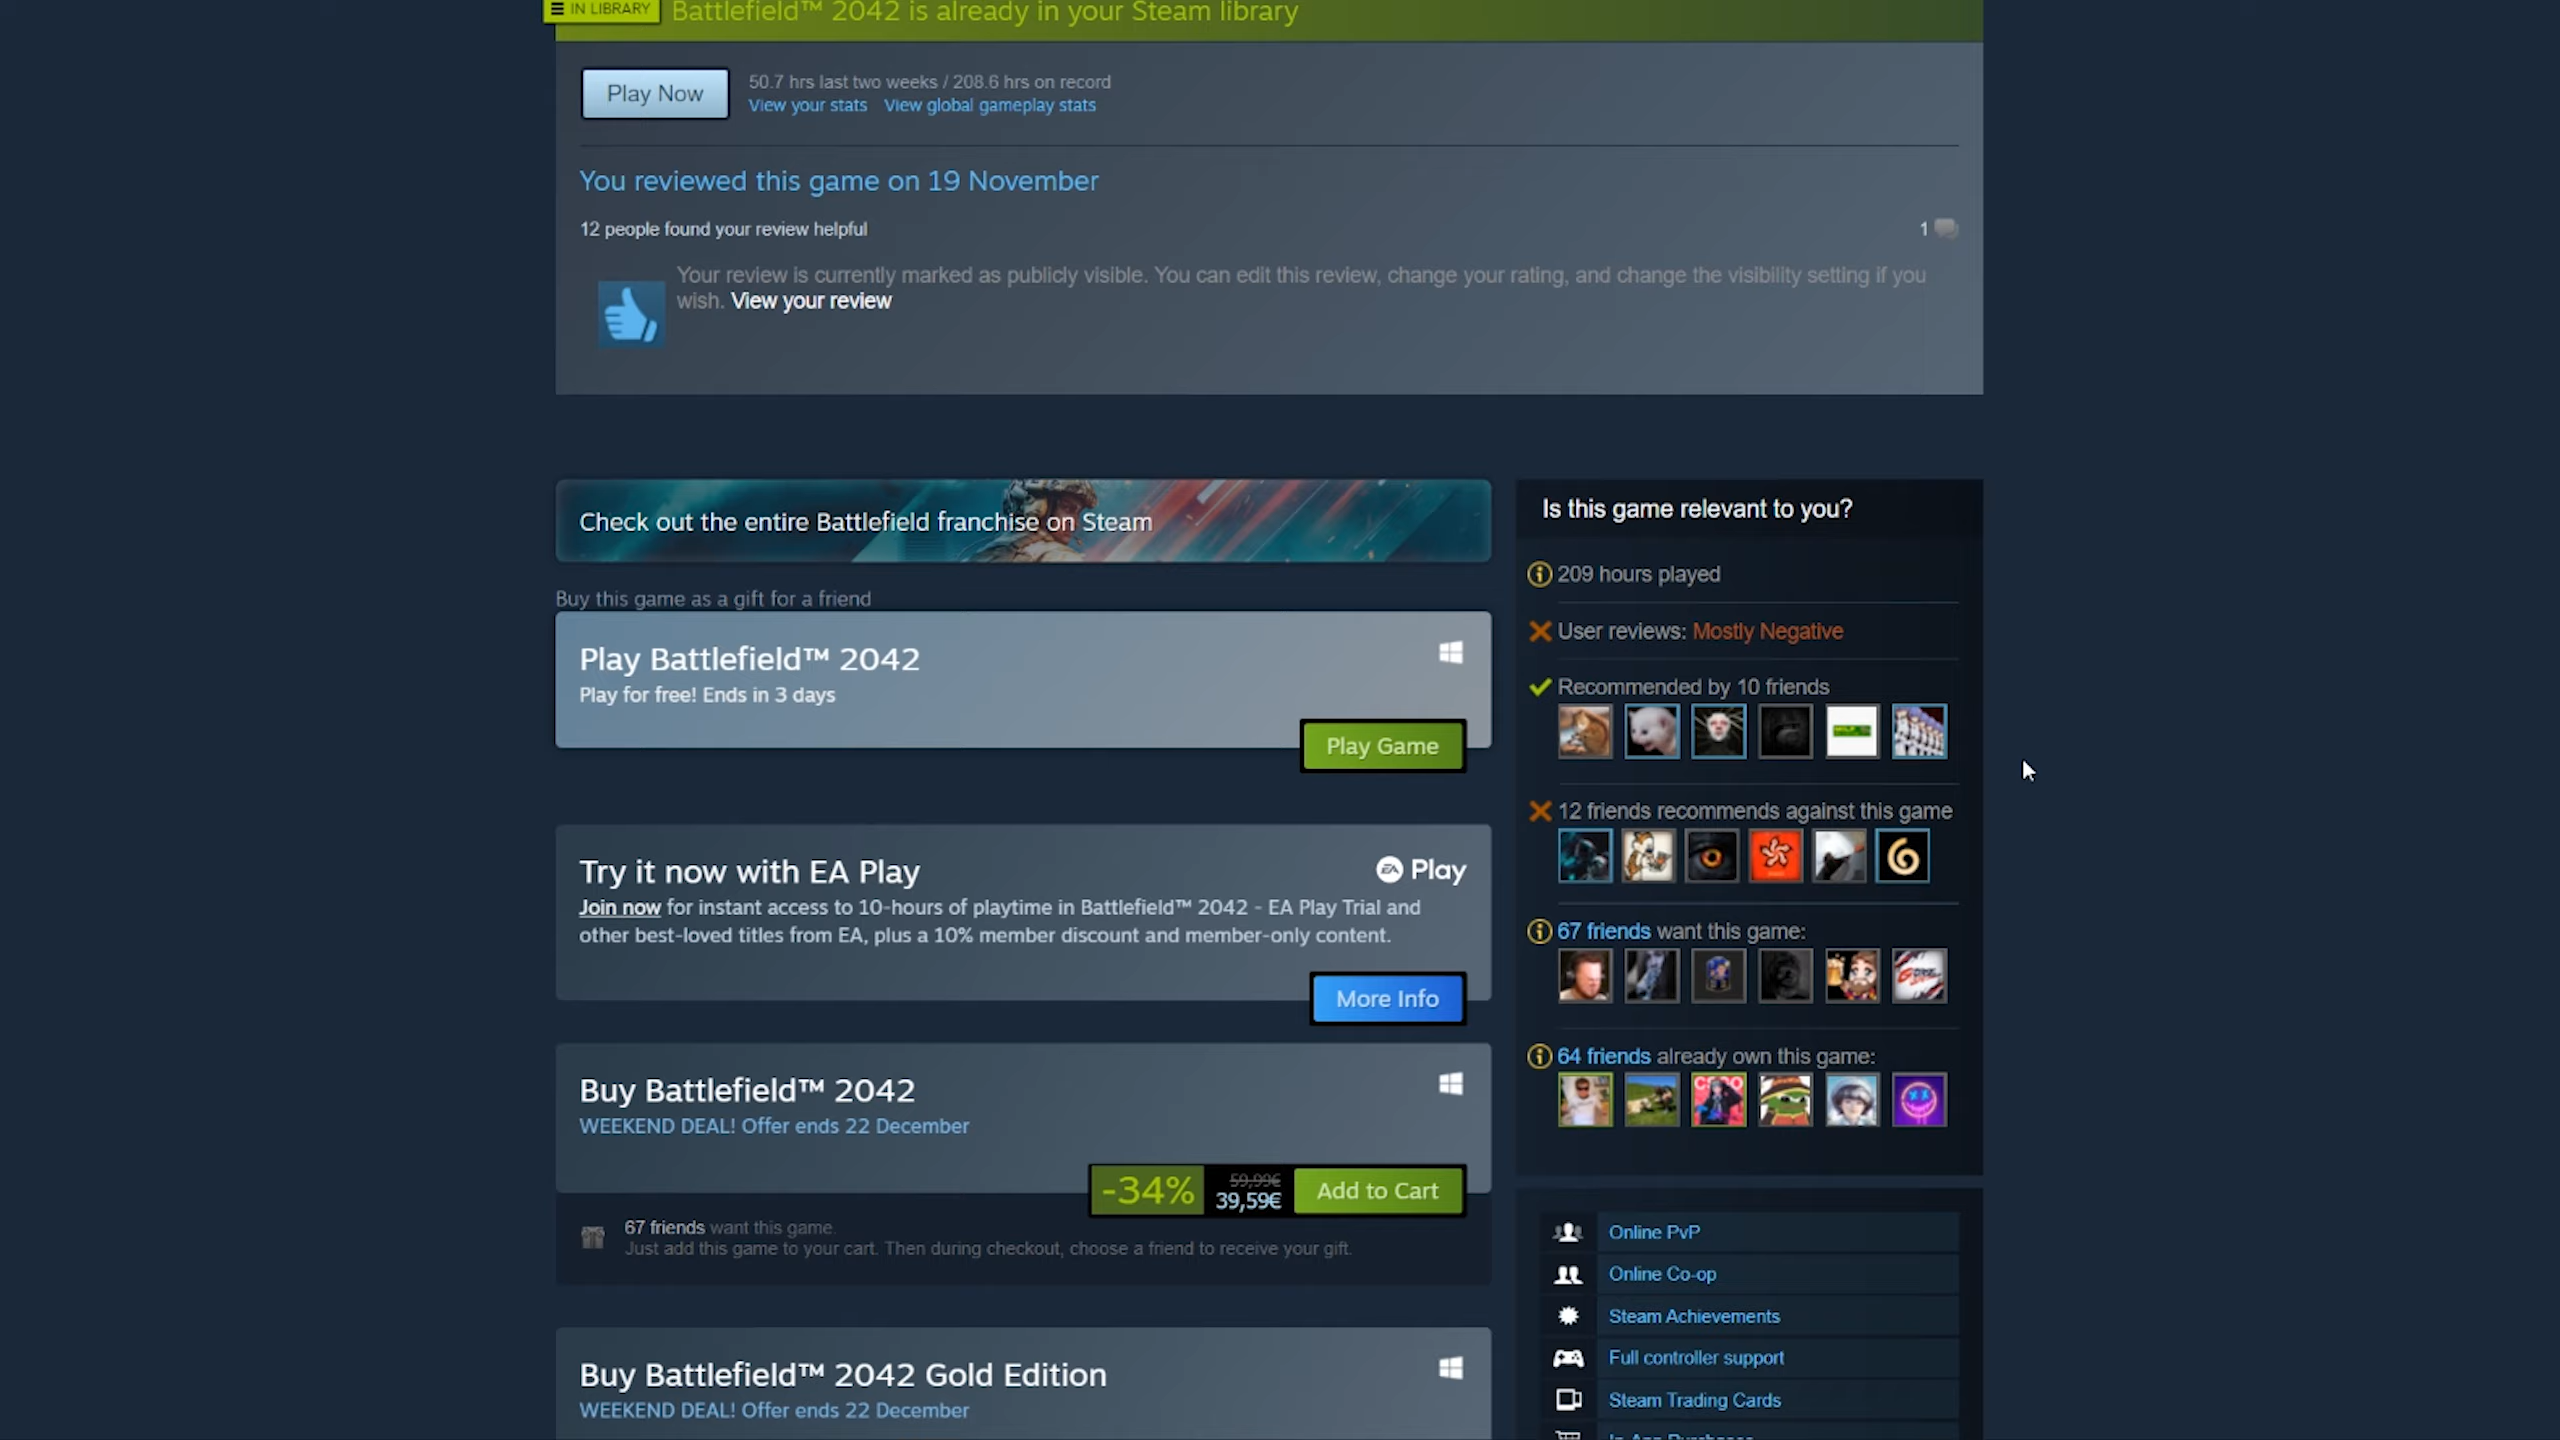 IN LIBRARY
Battlefield™ 2042 is already in your Steam library
Play Now
50.7 hrs last two weeks / 208.6 hrs on record
View your stats View global gameplay stats
You reviewed this game on 19 November
12 people found your review helpful
1
Your review is currently marked as publicly visible. You can edit this review, change your rating, and change the visibility setting if you
wish. View your review
Check out the entire Battlefield franchise on Steam
Buy this game as a gift for a friend
Play Battlefield™ 2042
Play for free! Ends in 3 days
Play Game
Try it now with EA Play
EA Play
Join now for instant access to 10-hours of playtime in Battlefield™ 2042 - EA Play Trial and
other best-loved titles from EA, plus a 10% member discount and member-only content.
More Info
Buy Battlefield™ 2042
WEEKEND DEAL! Offer ends 22 December
-34%
59,99€
39,59€
Add to Cart
67 friends want this game.
Just add this game to your cart. Then during checkout, choose a friend to receive your gift.
Buy Battlefield™ 2042 Gold Edition
WEEKEND DEAL! Offer ends 22 December
Is this game relevant to you?
209 hours played
User reviews: Mostly Negative
Recommended by 10 friends
12 friends recommends against this game
67 friends want this game:
64 friends already own this game:
Online PvP
Online Co-op
Steam Achievements
Full controller support
Steam Trading Cards
In-App Purchases